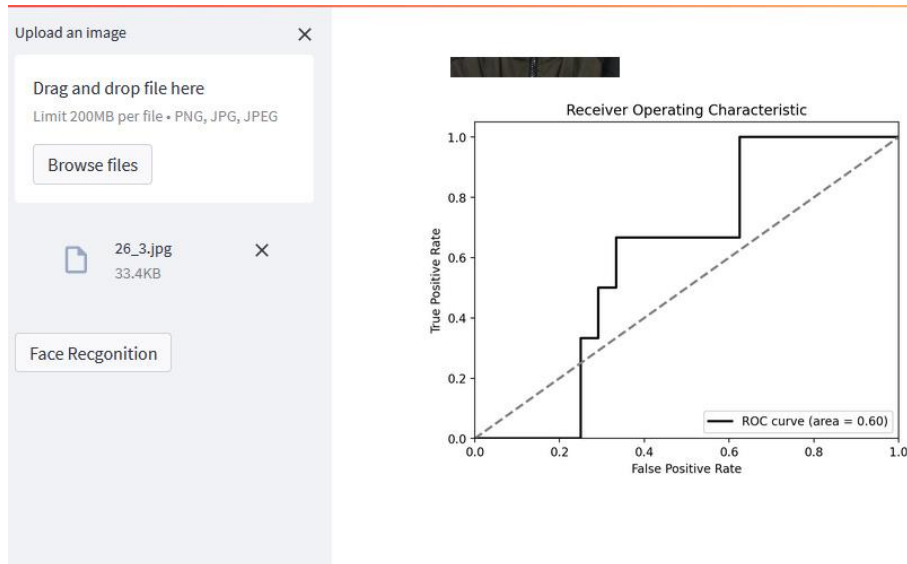 Upload an image
Drag and drop file here
Limit 200MB per file • PNG, JPG, JPEG
Browse files
26_3.jpg
33.4KB
Face Recgonition
Receiver Operating Characteristic
1.0
0.8
0.6
0.4
0.2
0.0
True Positive Rate
ROC curve (area = 0.60)
0.0 0.2 0.4 0.6 0.8 1.0
False Positive Rate